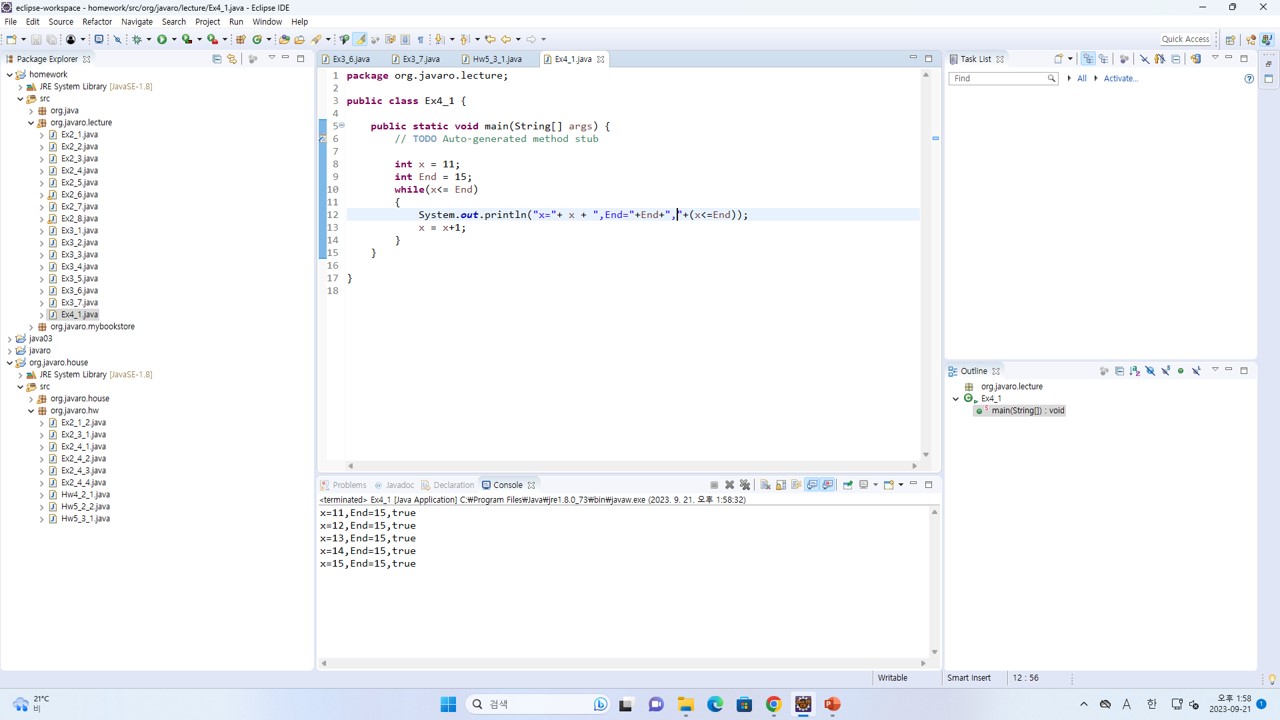 eclipse-workspace - homework/src/org/javaro/lecture/Ex4_1.java - Eclipse IDE
File Edit Source Refactor Navigate Search Project Run Window Help
Quick Access
Package Explorer
homework
JRE System Library [JavaSE-1.8]
src
org.java
org.javaro.lecture
Ex2_1.java
Ex2_2.java
Ex2_3.java
Ex2_4.java
Ex2_5.java
Ex2_6.java
Ex2_7.java
Ex2_8.java
Ex3_1.java
Ex3_2.java
Ex3_3.java
Ex3_4.java
Ex3_5.java
Ex3_6.java
Ex3_7.java
Ex4_1.java
org.javaro.mybookstore
java03
javaro
org.javaro.house
JRE System Library [JavaSE-1.8]
src
org.javaro.house
org.javaro.hw
Ex2_1_2.java
Ex2_3_1.java
Ex2_4_1.java
Ex2_4_2.java
Ex2_4_3.java
Ex2_4_4.java
Hw4_2_1.java
Hw5_2_2.java
Hw5_3_1.java
Ex3_6.java Ex3_7.java Hw5_3_1.java Ex4_1.java
1 package org.javaro.lecture;
2
3 public class Ex4_1 {
4
5 public static void main(String[] args) {
6 // TODO Auto-generated method stub
7
8 int x = 11;
9 int End = 15;
10 while(x<= End)
11 {
12 System.out.println("x="+ x + ",End="+End+","+(x<=End));
13 x = x+1;
14 }
15 }
16
17 }
18
Task List
Find All Activate...
Outline
org.javaro.lecture
Ex4_1
main(String[]) : void
Problems Javadoc Declaration Console
<terminated> Ex4_1 [Java Application] C:₩Program Files₩Java₩jre1.8.0_73₩bin₩javaw.exe (2023. 9. 21. 오후 1:58:32)
x=11,End=15,true
x=12,End=15,true
x=13,End=15,true
x=14,End=15,true
x=15,End=15,true
Writable Smart Insert 12 : 56
21°C
비
검색
A 한
오후 1:58
2023-09-21